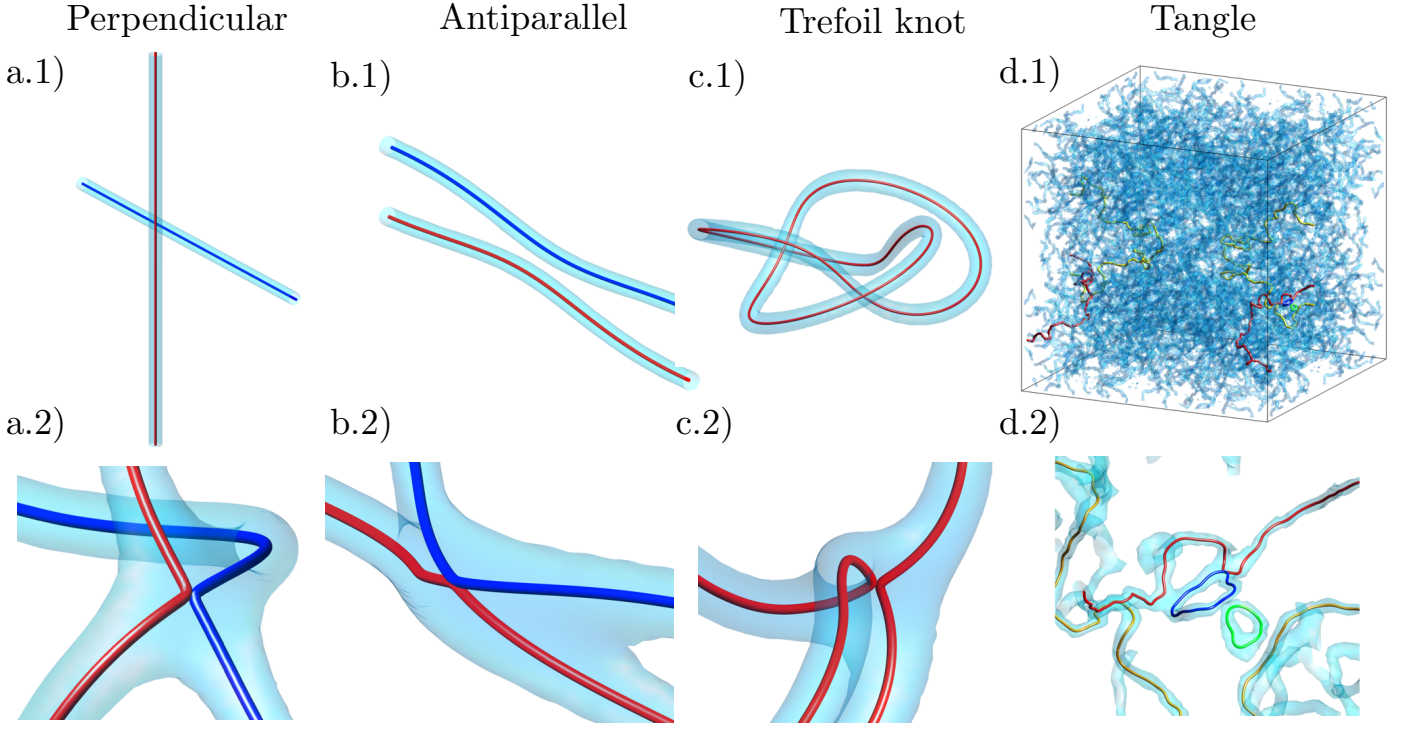 Perpendicular
Antiparallel
Trefoil knot
Tangle
a.1)
b.1)
c.1)
d.1)
a.2)
b.2)
c.2)
d.2)